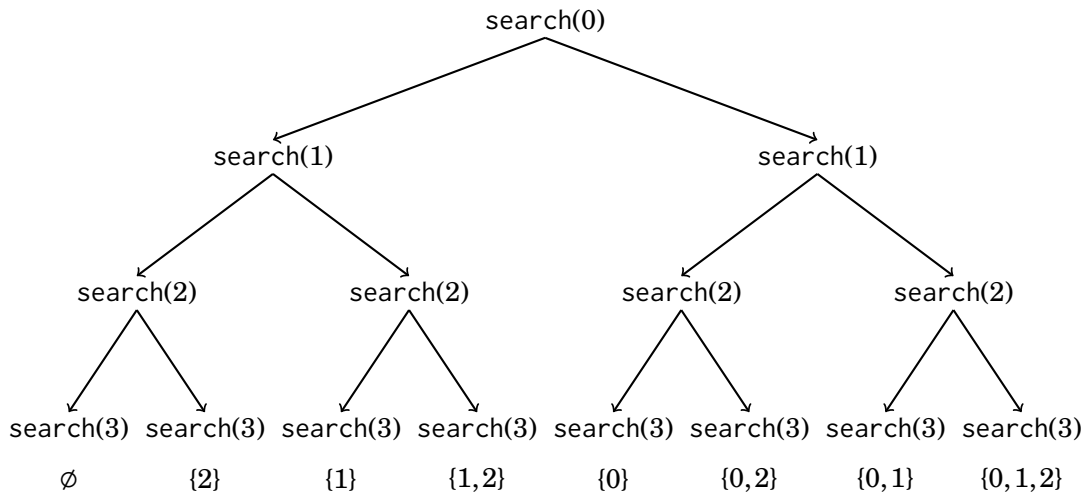 search(0)
search(1) search(1)
search(2) search(2) search(2) search(2)
search(3) search(3) search(3) search(3) search(3) search(3) search(3) search(3)
∅ {2} {1} {1,2} {0} {0,2} {0,1} {0,1,2}